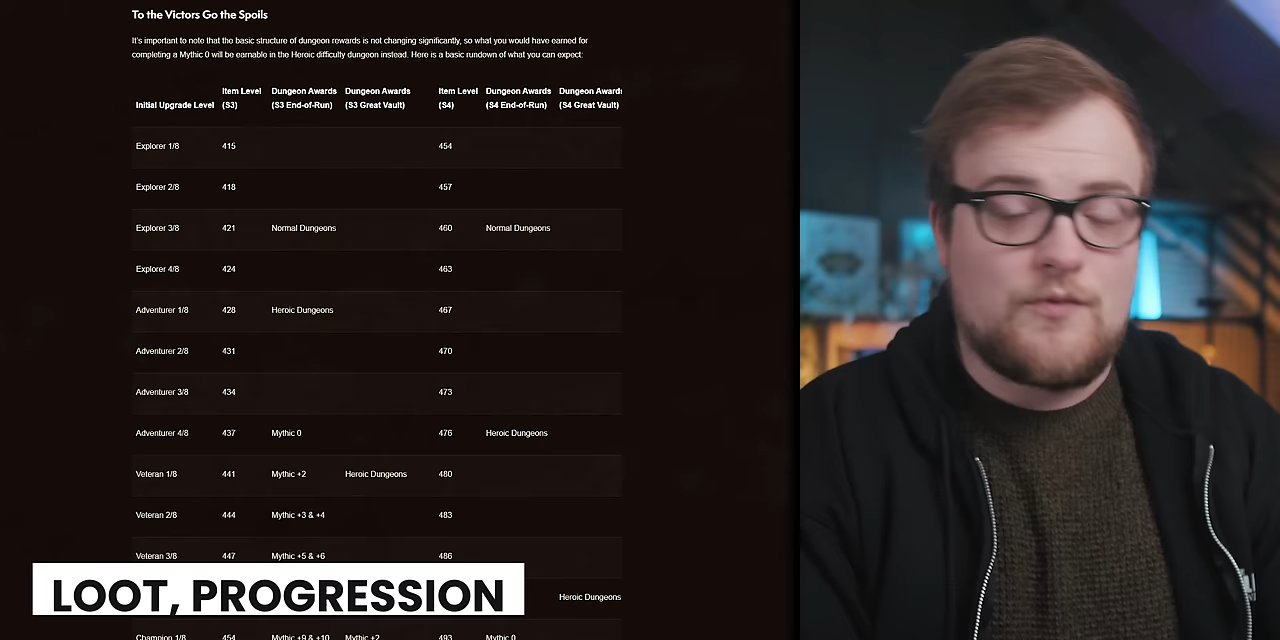 To the Victors Go the Spoils
It's important to note that the basic structure of dungeon rewards is not changing significantly, so what you would have earned for
completing a Mythic 0 will be earnable in the Heroic difficulty dungeon instead. Here is a basic rundown of what you can expect:
Initial Upgrade Level Item Level (S3) Dungeon Awards (S3 End-of-Run) Dungeon Awards (S3 Great Vault) Item Level (S4) Dungeon Awards (S4 End-of-Run) Dungeon Awards (S4 Great Vault)
Explorer 1/8 415 454
Explorer 2/8 418 457
Explorer 3/8 421 Normal Dungeons 460 Normal Dungeons
Explorer 4/8 424 463
Adventurer 1/8 428 Heroic Dungeons 467
Adventurer 2/8 431 470
Adventurer 3/8 434 473
Adventurer 4/8 437 Mythic 0 476 Heroic Dungeons
Veteran 1/8 441 Mythic +2 Heroic Dungeons 480
Veteran 2/8 444 Mythic +3 & +4 483
Veteran 3/8 447 Mythic +5 & +6 486
Heroic Dungeons
LOOT, PROGRESSION
Champion 1/8 454 Mythic +9 & +10 Mythic +2 493 Mythic 0